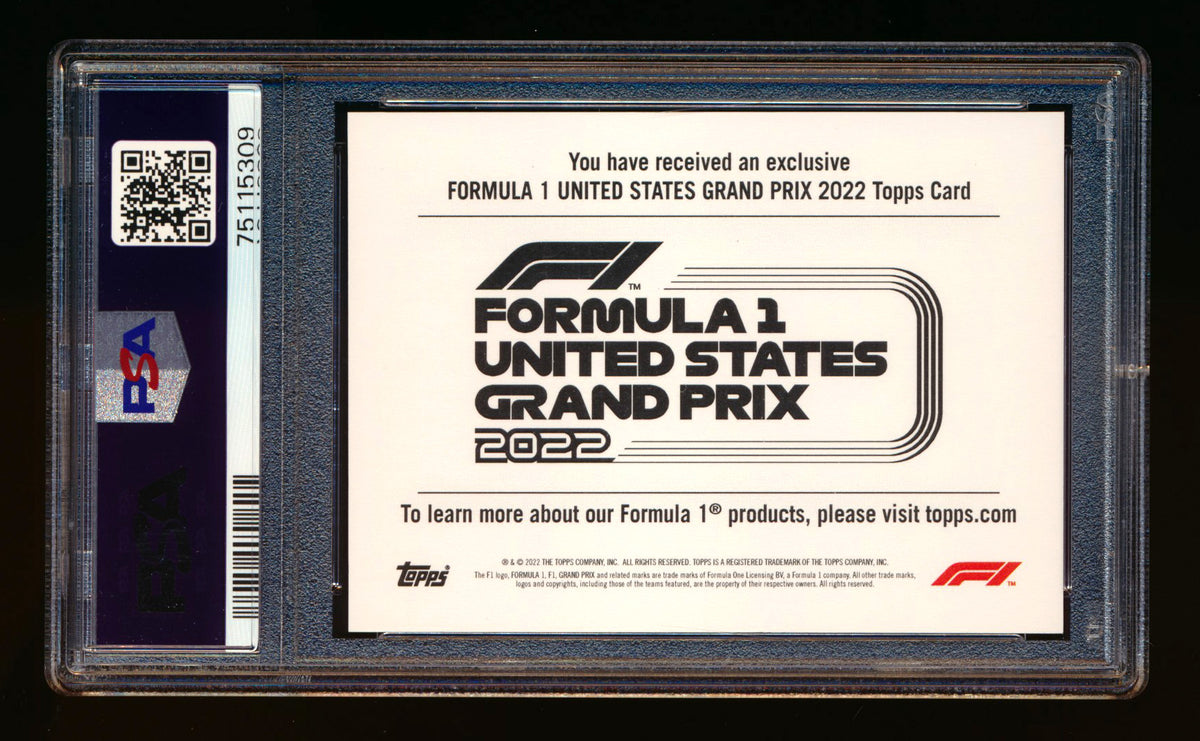 75115309
PSA
PSA
You have received an exclusive
FORMULA 1 UNITED STATES GRAND PRIX 2022 Topps Card
F1 ™
FORMULA 1
UNITED STATES
GRAND PRIX
2022
To learn more about our Formula 1® products, please visit topps.com
® & © 2022 THE TOPPS COMPANY, INC. ALL RIGHTS RESERVED. TOPPS IS A REGISTERED TRADEMARK OF THE TOPPS COMPANY, INC.
The F1 logo, FORMULA 1, F1, GRAND PRIX and related marks are trade marks of Formula One Licensing BV, a Formula 1 company. All other trade marks,
logos and copyrights, including those of the teams featured, are the property of their respective owners. All rights reserved.
Topps®
F1 ™